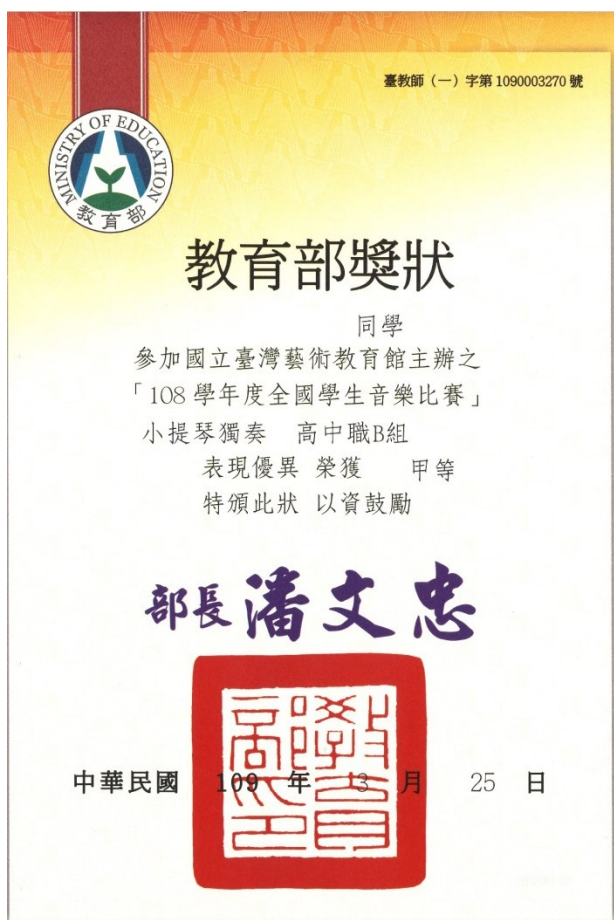 臺教師（一）字第1090003270號
MINISTRY OF EDUCATION
教育部
教育部獎狀
同學
參加國立臺灣藝術教育館主辦之
「108學年度全國學生音樂比賽」
小提琴獨奏 高中職B組
表現優異 榮獲 甲等
特頒此狀 以資鼓勵
部長潘文忠
教育部印
中華民國 109 年 3 月 25 日